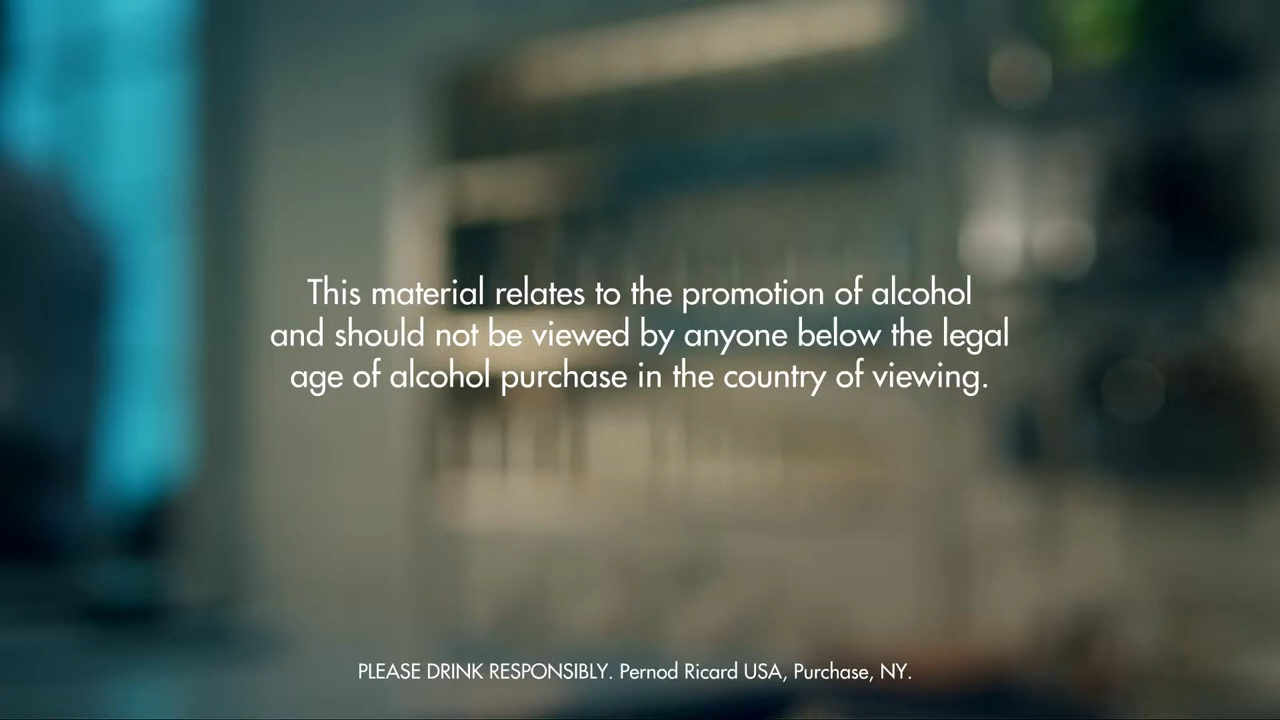 This material relates to the promotion of alcohol
and should not be viewed by anyone below the legal
age of alcohol purchase in the country of viewing.
PLEASE DRINK RESPONSIBLY. Pernod Ricard USA, Purchase, NY.